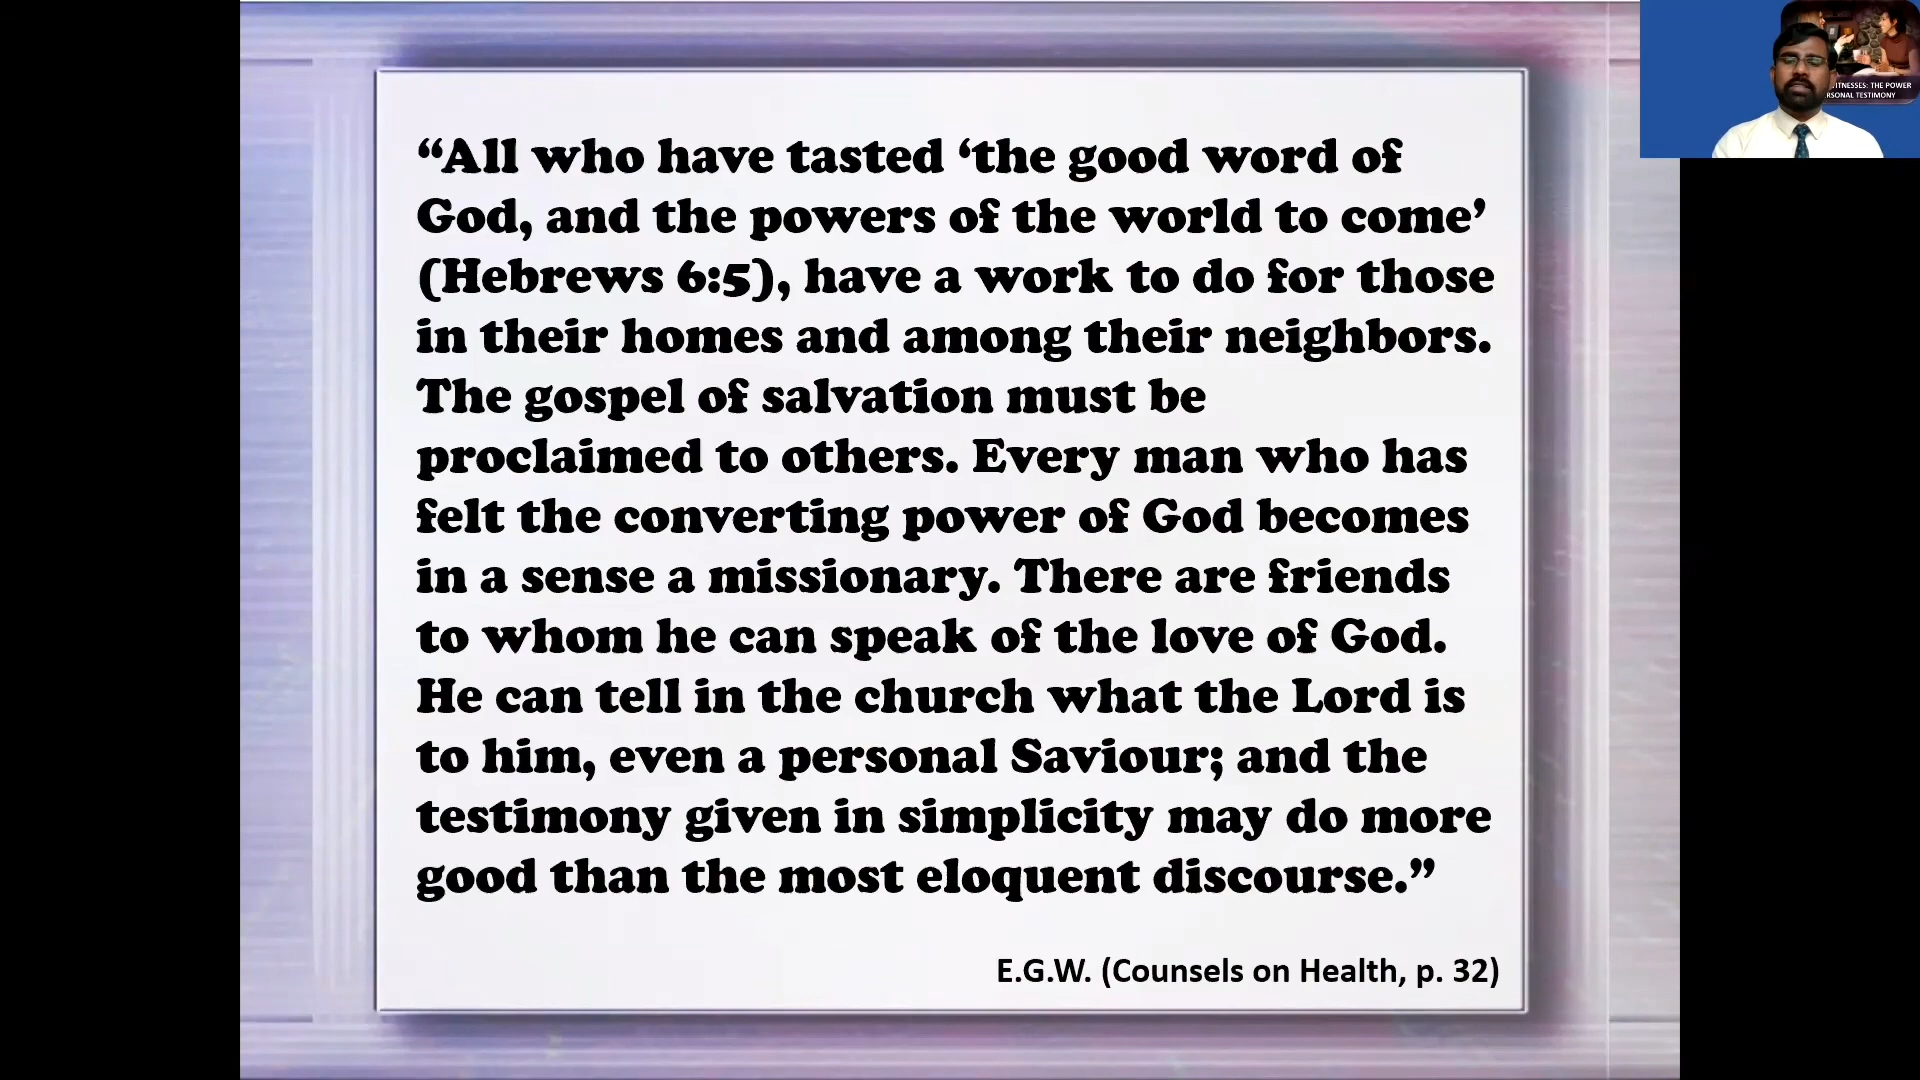 “All who have tasted ‘the good word of
God, and the powers of the world to come’
(Hebrews 6:5), have a work to do for those
in their homes and among their neighbors.
The gospel of salvation must be
proclaimed to others. Every man who has
felt the converting power of God becomes
in a sense a missionary. There are friends
to whom he can speak of the love of God.
He can tell in the church what the Lord is
to him, even a personal Saviour; and the
testimony given in simplicity may do more
good than the most eloquent discourse.”
E.G.W. (Counsels on Health, p. 32)
ITNESSES: THE POWER
RSONAL TESTIMONY